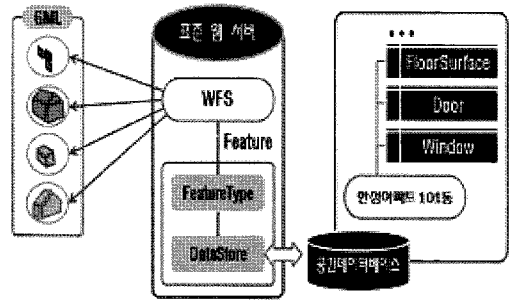 GML
표준 웹 서버
WFS
Feature
FeatureType
DataStore
FloorSurface
Door
Window
한성아파트 101동
공간데이터베이스